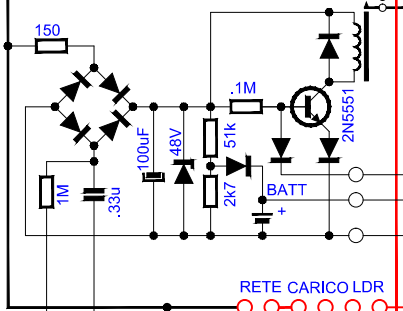 150
.1M
2N5551
51k
48V
100uF
BATT
1M
.33u
2k7
+
RETE CARICO LDR